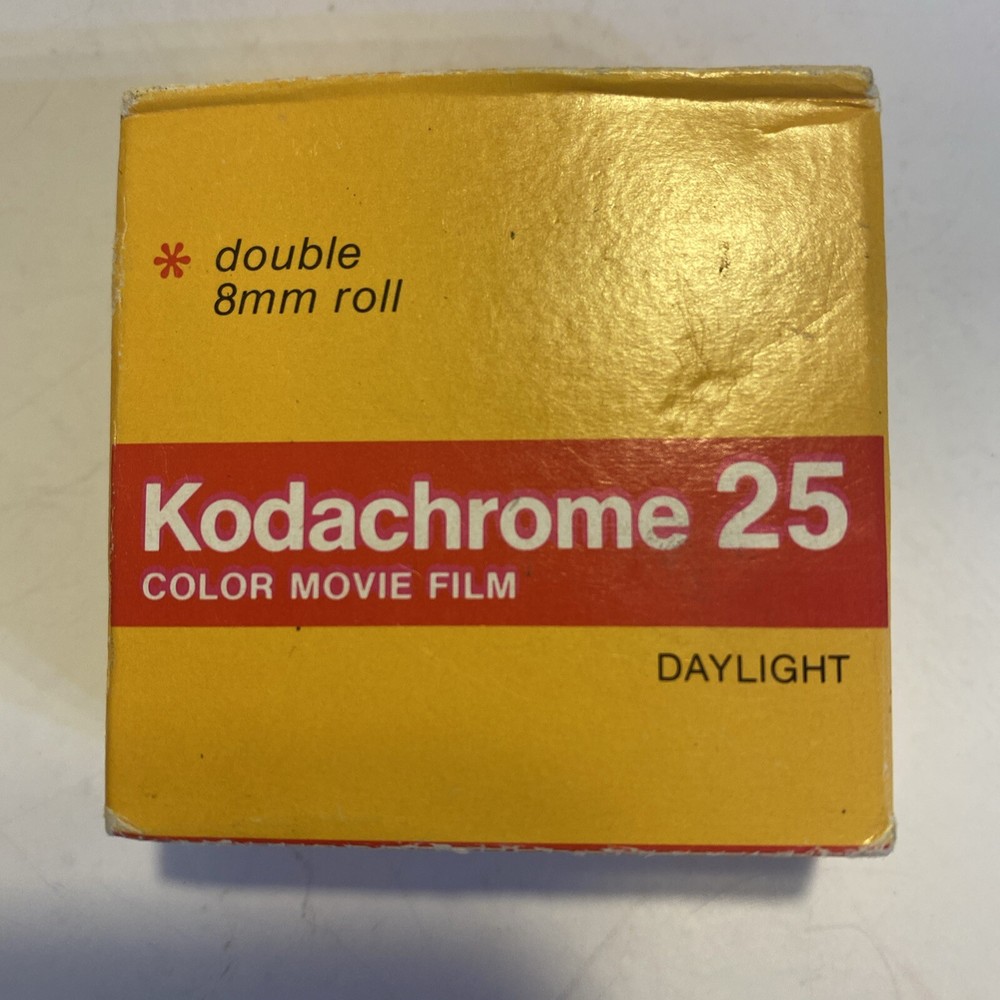 * double
8mm roll
Kodachrome 25
COLOR MOVIE FILM
DAYLIGHT